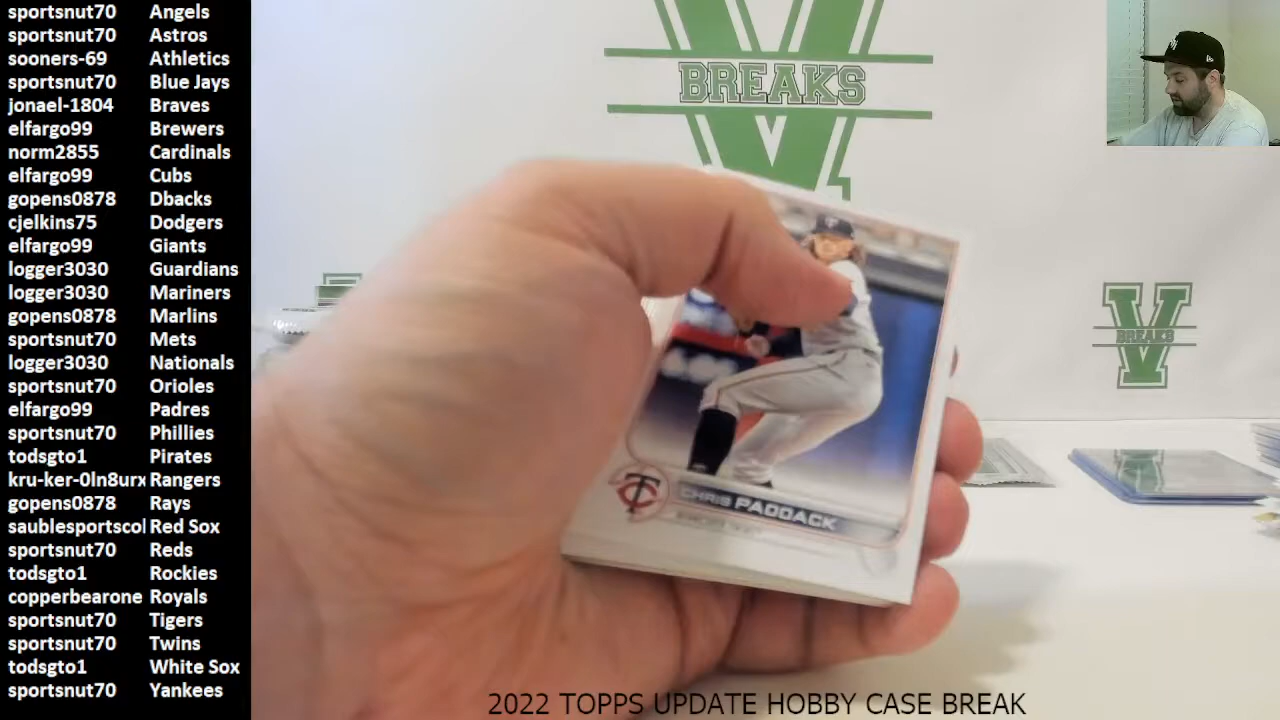 sportsnut70 Angels
sportsnut70 Astros
sooners-69 Athletics
sportsnut70 Blue Jays
jonael-1804 Braves
elfargo99 Brewers
norm2855 Cardinals
elfargo99 Cubs
gopens0878 Dbacks
cjelkins75 Dodgers
elfargo99 Giants
logger3030 Guardians
logger3030 Mariners
gopens0878 Marlins
sportsnut70 Mets
logger3030 Nationals
sportsnut70 Orioles
elfargo99 Padres
sportsnut70 Phillies
todsgto1 Pirates
kru-ker-0ln8urx Rangers
gopens0878 Rays
saublesportscol Red Sox
sportsnut70 Reds
todsgto1 Rockies
copperbearone Royals
sportsnut70 Tigers
sportsnut70 Twins
todsgto1 White Sox
sportsnut70 Yankees
V
BREAKS
V
BREAKS
TC
CHRIS PADDACK
2022 TOPPS UPDATE HOBBY CASE BREAK